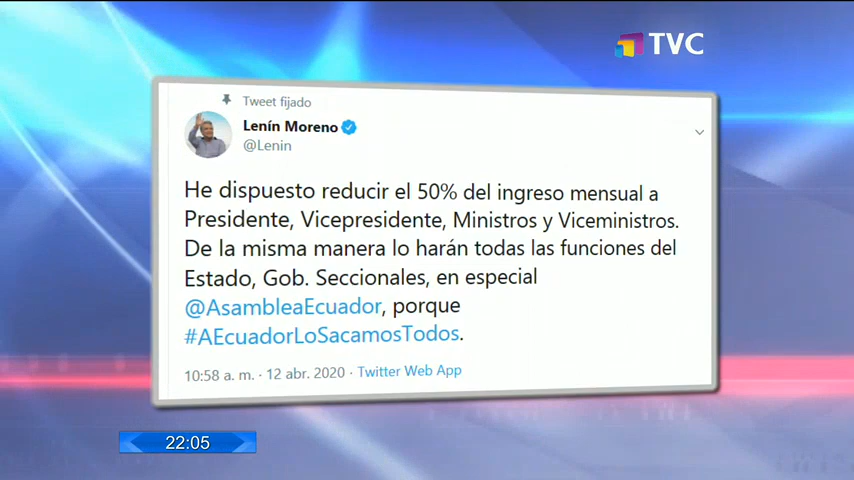 TVC
Tweet fijado
Lenín Moreno
@Lenin
He dispuesto reducir el 50% del ingreso mensual a
Presidente, Vicepresidente, Ministros y Viceministros.
De la misma manera lo harán todas las funciones del
Estado, Gob. Seccionales, en especial
@AsambleaEcuador, porque
#AEcuadorLoSacamosTodos.
10:58 a. m. · 12 abr. 2020 · Twitter Web App
22:05